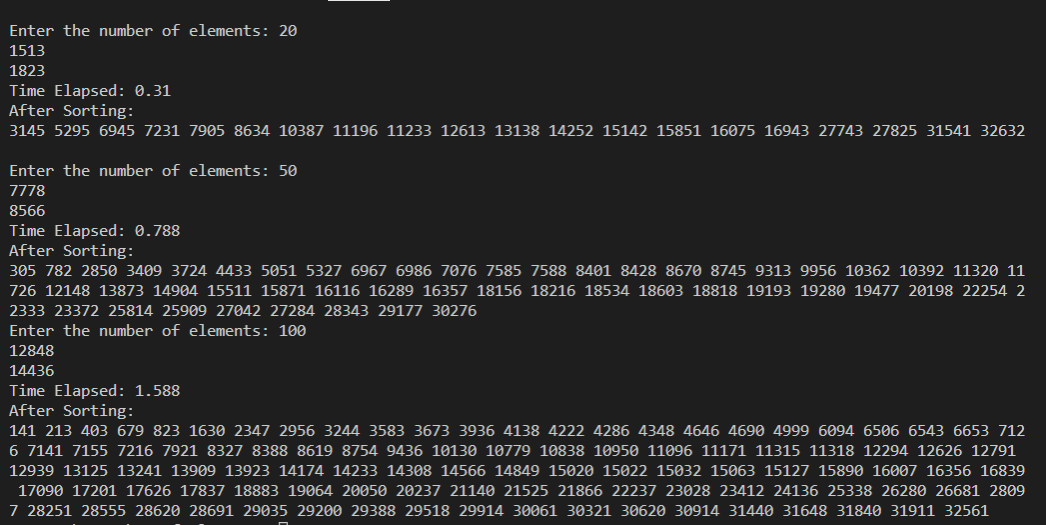 Enter the number of elements: 20
1513
1823
Time Elapsed: 0.31
After Sorting:
3145 5295 6945 7231 7905 8634 10387 11196 11233 12613 13138 14252 15142 15851 16075 16943 27743 27825 31541 32632
Enter the number of elements: 50
7778
8566
Time Elapsed: 0.788
After Sorting:
305 782 2850 3409 3724 4433 5051 5327 6967 6986 7076 7585 7588 8401 8428 8670 8745 9313 9956 10362 10392 11320 11
726 12148 13873 14904 15511 15871 16116 16289 16357 18156 18216 18534 18603 18818 19193 19280 19477 20198 22254 2
2333 23372 25814 25909 27042 27284 28343 29177 30276
Enter the number of elements: 100
12848
14436
Time Elapsed: 1.588
After Sorting:
141 213 403 679 823 1630 2347 2956 3244 3583 3673 3936 4138 4222 4286 4348 4646 4690 4999 6094 6506 6543 6653 712
6 7141 7155 7216 7921 8327 8388 8619 8754 9436 10130 10779 10838 10950 11096 11171 11315 11318 12294 12626 12791
12939 13125 13241 13909 13923 14174 14233 14308 14566 14849 15020 15022 15032 15063 15127 15890 16007 16356 16839
17090 17201 17626 17837 18883 19064 20050 20237 21140 21525 21866 22237 23028 23412 24136 25338 26280 26681 2809
7 28251 28555 28620 28691 29035 29200 29388 29518 29914 30061 30321 30620 30914 31440 31648 31840 31911 32561